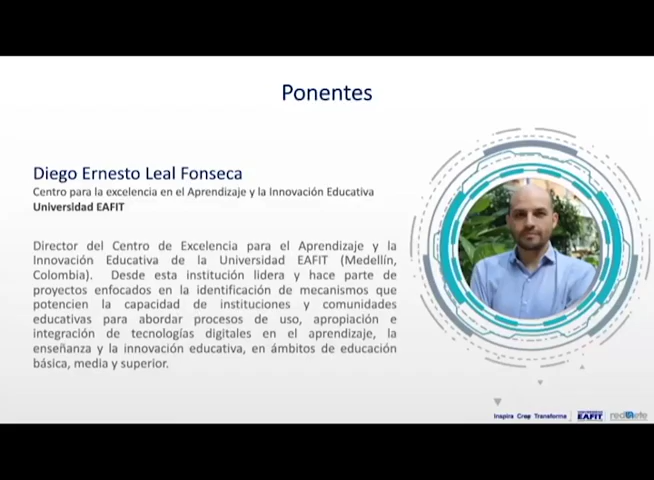 Ponentes
Diego Ernesto Leal Fonseca
Centro para la excelencia en el Aprendizaje y la Innovación Educativa
Universidad EAFIT
Director del Centro de Excelencia para el Aprendizaje y la
Innovación Educativa de la Universidad EAFIT (Medellín,
Colombia). Desde esta institución lidera y hace parte de
proyectos enfocados en la identificación de mecanismos que
potencien la capacidad de instituciones y comunidades
educativas para abordar procesos de uso, apropiación e
integración de tecnologías digitales en el aprendizaje, la
enseñanza y la innovación educativa, en ámbitos de educación
básica, media y superior.
Inspira Crea Transforma EAFIT